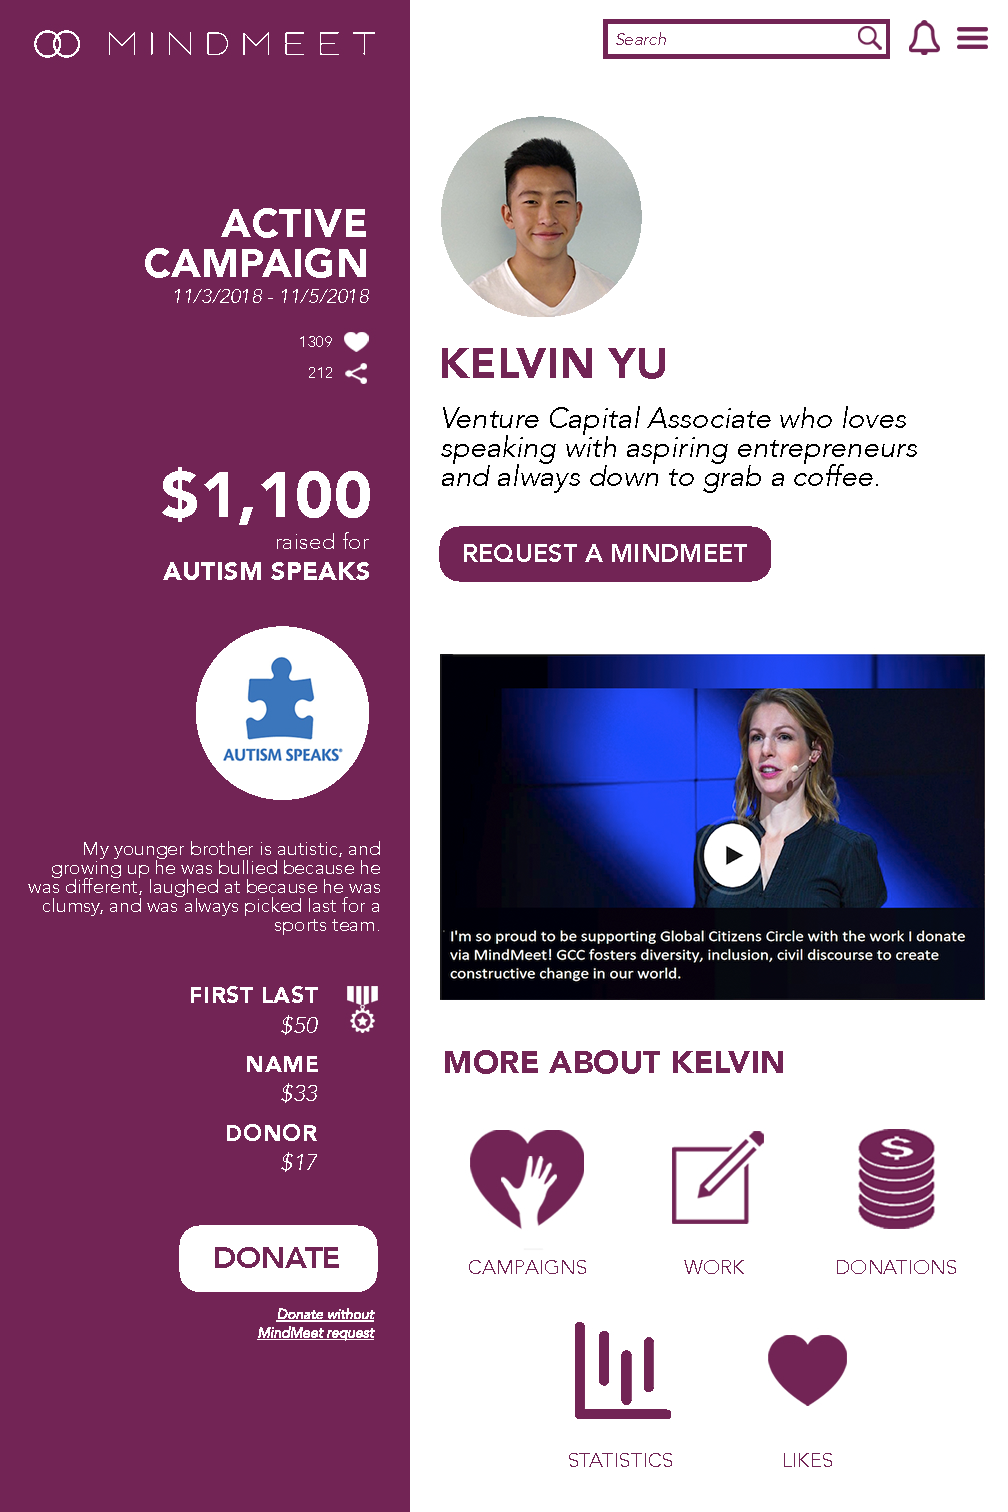 MINDMEET
Search
ACTIVE
CAMPAIGN
11/3/2018 - 11/5/2018
1309
212
$1,100
raised for
AUTISM SPEAKS
AUTISM SPEAKS®
My younger brother is autistic, and
growing up he was bullied because he
was different, laughed at because he was
clumsy, and was always picked last for a
sports team.
FIRST LAST
$50
NAME
$33
DONOR
$17
DONATE
Donate without
MindMeet request
KELVIN YU
Venture Capital Associate who loves
speaking with aspiring entrepreneurs
and always down to grab a coffee.
REQUEST A MINDMEET
I'm so proud to be supporting Global Citizens Circle with the work I donate
via MindMeet! GCC fosters diversity, inclusion, civil discourse to create
constructive change in our world.
MORE ABOUT KELVIN
$
CAMPAIGNS
WORK
DONATIONS
STATISTICS
LIKES